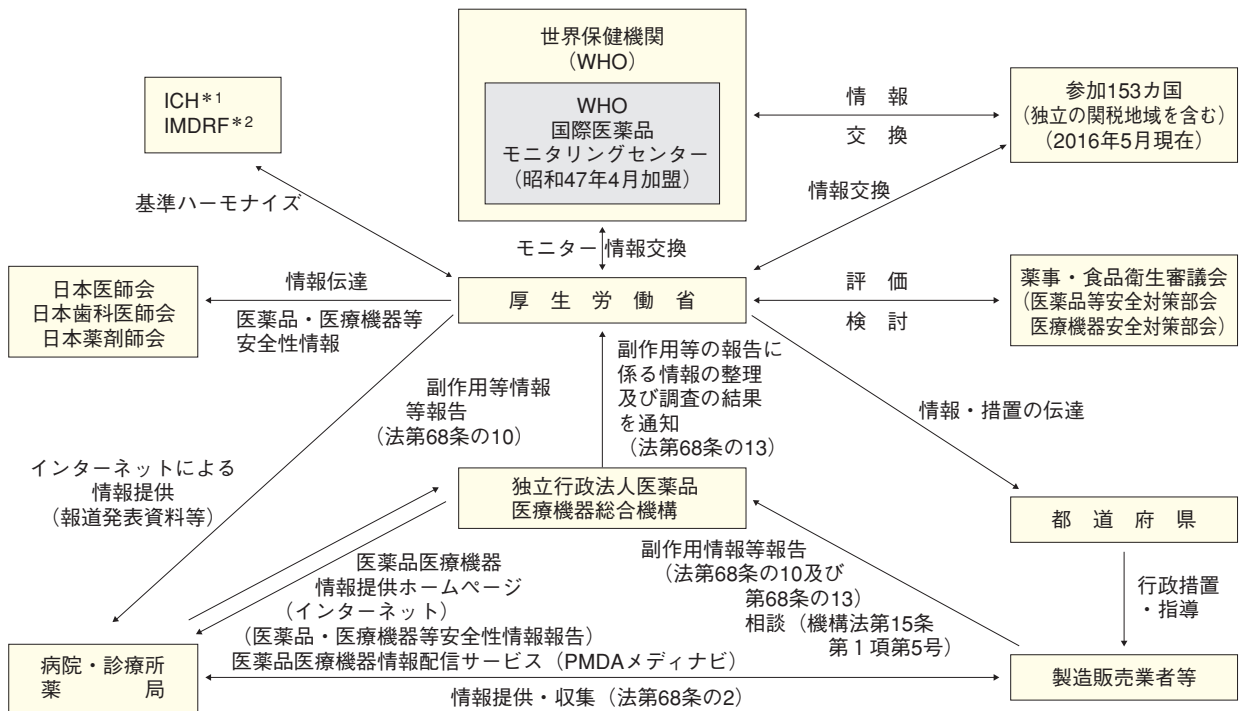 世界保健機関
（WHO）
WHO
国際医薬品
モニタリングセンター
（昭和47年4月加盟）
ICH＊1
IMDRF＊2
情　報
交　換
参加153カ国
（独立の関税地域を含む）
（2016年5月現在）
基準ハーモナイズ
情報交換
モニター 情報交換
日本医師会
日本歯科医師会
日本薬剤師会
情報伝達
医薬品・医療機器等
安全性情報
厚　生　労　働　省
評　価
検　討
薬事・食品衛生審議会
（医薬品等安全対策部会
医療機器安全対策部会）
副作用等情報
等報告
（法第68条の10）
副作用等の報告に
係る情報の整理
及び調査の結果
を通知
（法第68条の13）
情報・措置の伝達
インターネットによる
情報提供
（報道発表資料等）
独立行政法人医薬品
医療機器総合機構
都　道　府　県
医薬品医療機器
情報提供ホームページ
（インターネット）
（医薬品・医療機器等安全性情報報告）
医薬品医療機器情報配信サービス（PMDAメディナビ）
副作用情報等報告
（法第68条の10及び
第68条の13）
相談（機構法第15条
第１項第5号）
行政措置
・指導
病院・診療所
薬　　　局
情報提供・収集（法第68条の2）
製造販売業者等